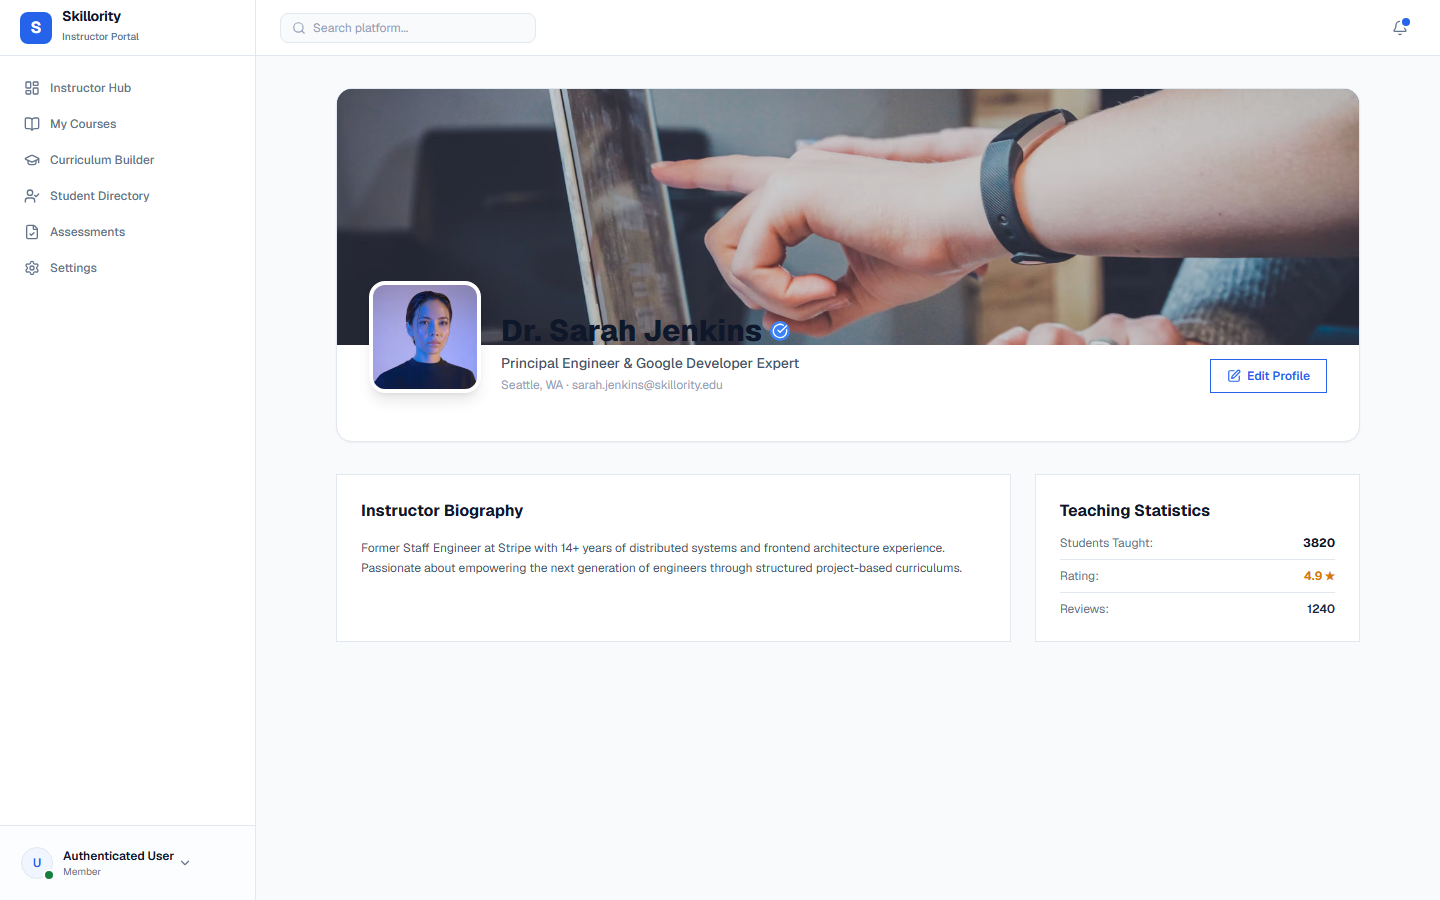 S
Skillority
Instructor Portal
Search platform...
Instructor Hub
My Courses
Curriculum Builder
Student Directory
Assessments
Settings
Dr. Sarah Jenkins
Principal Engineer & Google Developer Expert
Seattle, WA · sarah.jenkins@skillority.edu
Edit Profile
Instructor Biography
Former Staff Engineer at Stripe with 14+ years of distributed systems and frontend architecture experience.
Passionate about empowering the next generation of engineers through structured project-based curriculums.
Teaching Statistics
Students Taught: 3820
Rating: 4.9 ★
Reviews: 1240
U
Authenticated User
Member